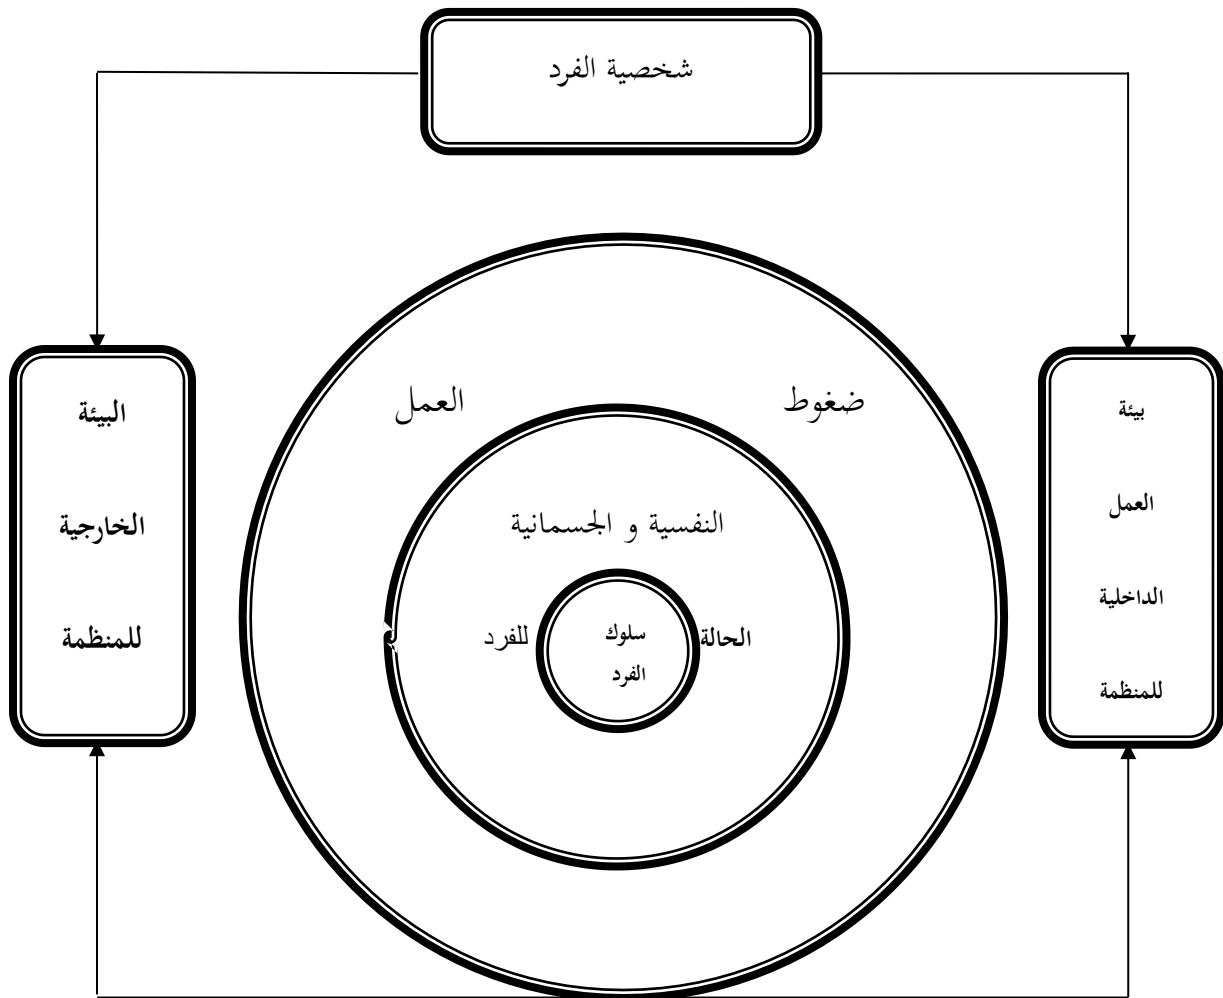 شخصية الفرد
ضغوط العمل
بيئة
العمل
الداخلية
للمنظمة
البيئة
الخارجية
للمنظمة
النفسية و الجسمانية
الحالة
للفرد
سلوك
الفرد